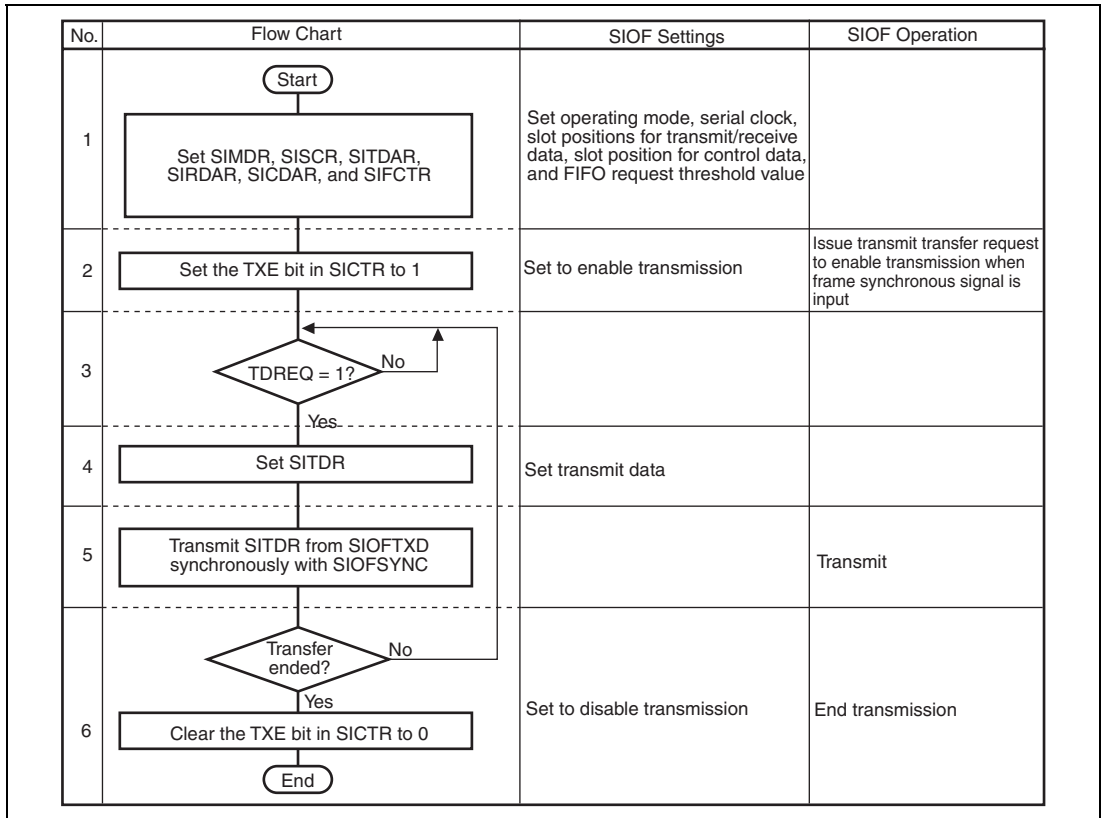 No. Flow Chart SIOF Settings SIOF Operation
Start
1
Set SIMDR, SISCR, SITDAR,
SIRDAR, SICDAR, and SIFCTR
Set operating mode, serial clock,
slot positions for transmit/receive
data, slot position for control data,
and FIFO request threshold value
2
Set the TXE bit in SICTR to 1
Set to enable transmission
Issue transmit transfer request
to enable transmission when
frame synchronous signal is
input
3
TDREQ = 1?
No
Yes
4
Set SITDR
Set transmit data
5
Transmit SITDR from SIOFTXD
synchronously with SIOFSYNC
Transmit
Transfer
ended?
No
Yes
6
Clear the TXE bit in SICTR to 0
Set to disable transmission
End transmission
End